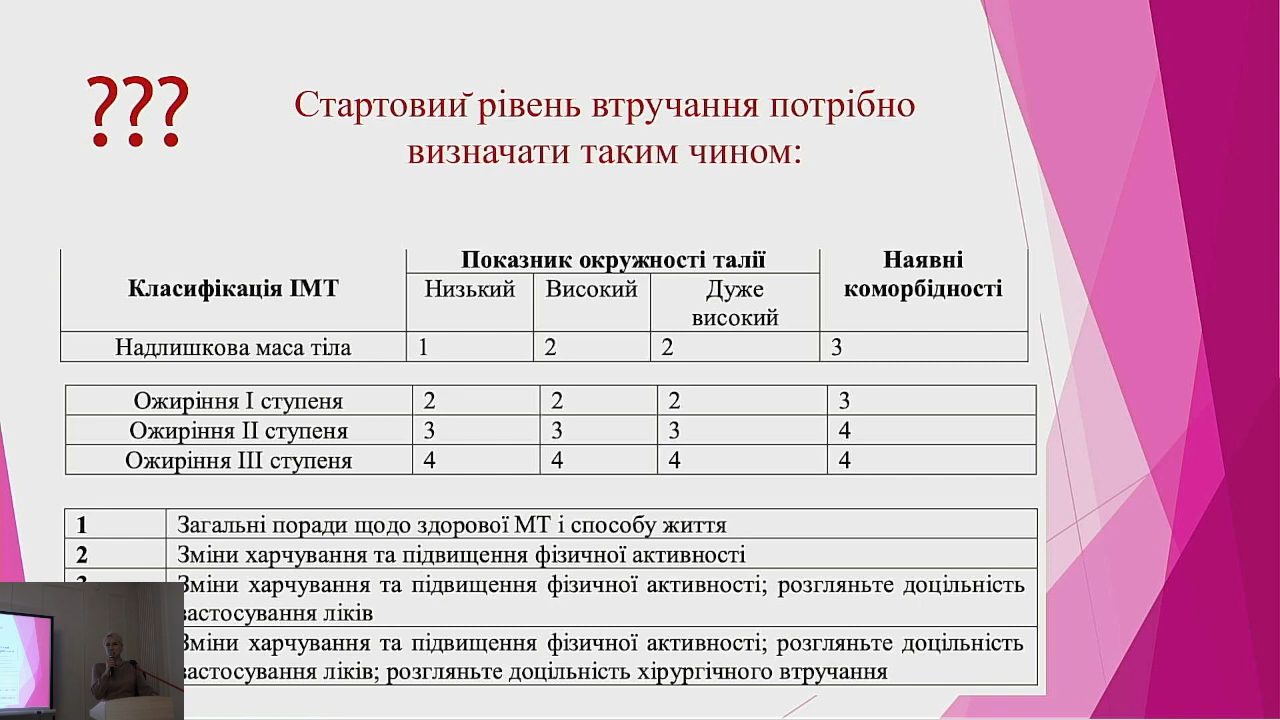 ???
Стартовий рівень втручання потрібно
визначати таким чином:
Класифікація ІМТ
Показник окружності талії
Наявні
коморбідності
Низький Високий Дуже
високий
Надлишкова маса тіла 1 2 2 3
Ожиріння І ступеня 2 2 2 3
Ожиріння ІІ ступеня 3 3 3 4
Ожиріння ІІІ ступеня 4 4 4 4
1 Загальні поради щодо здорової МТ і способу життя
2 Зміни харчування та підвищення фізичної активності
Зміни харчування та підвищення фізичної активності; розгляньте доцільність
застосування ліків
Зміни харчування та підвищення фізичної активності; розгляньте доцільність
застосування ліків; розгляньте доцільність хірургічного втручання